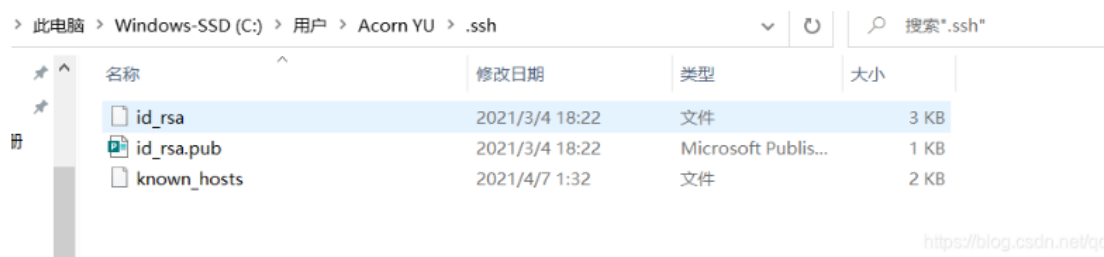 > 此电脑 > Windows-SSD (C:) > 用户 > Acorn YU > .ssh 搜索".ssh"
名称 修改日期 类型 大小
id_rsa 2021/3/4 18:22 文件 3 KB
册
id_rsa.pub 2021/3/4 18:22 Microsoft Publis... 1 KB
known_hosts 2021/4/7 1:32 文件 2 KB
https://blog.csdn.net/qq